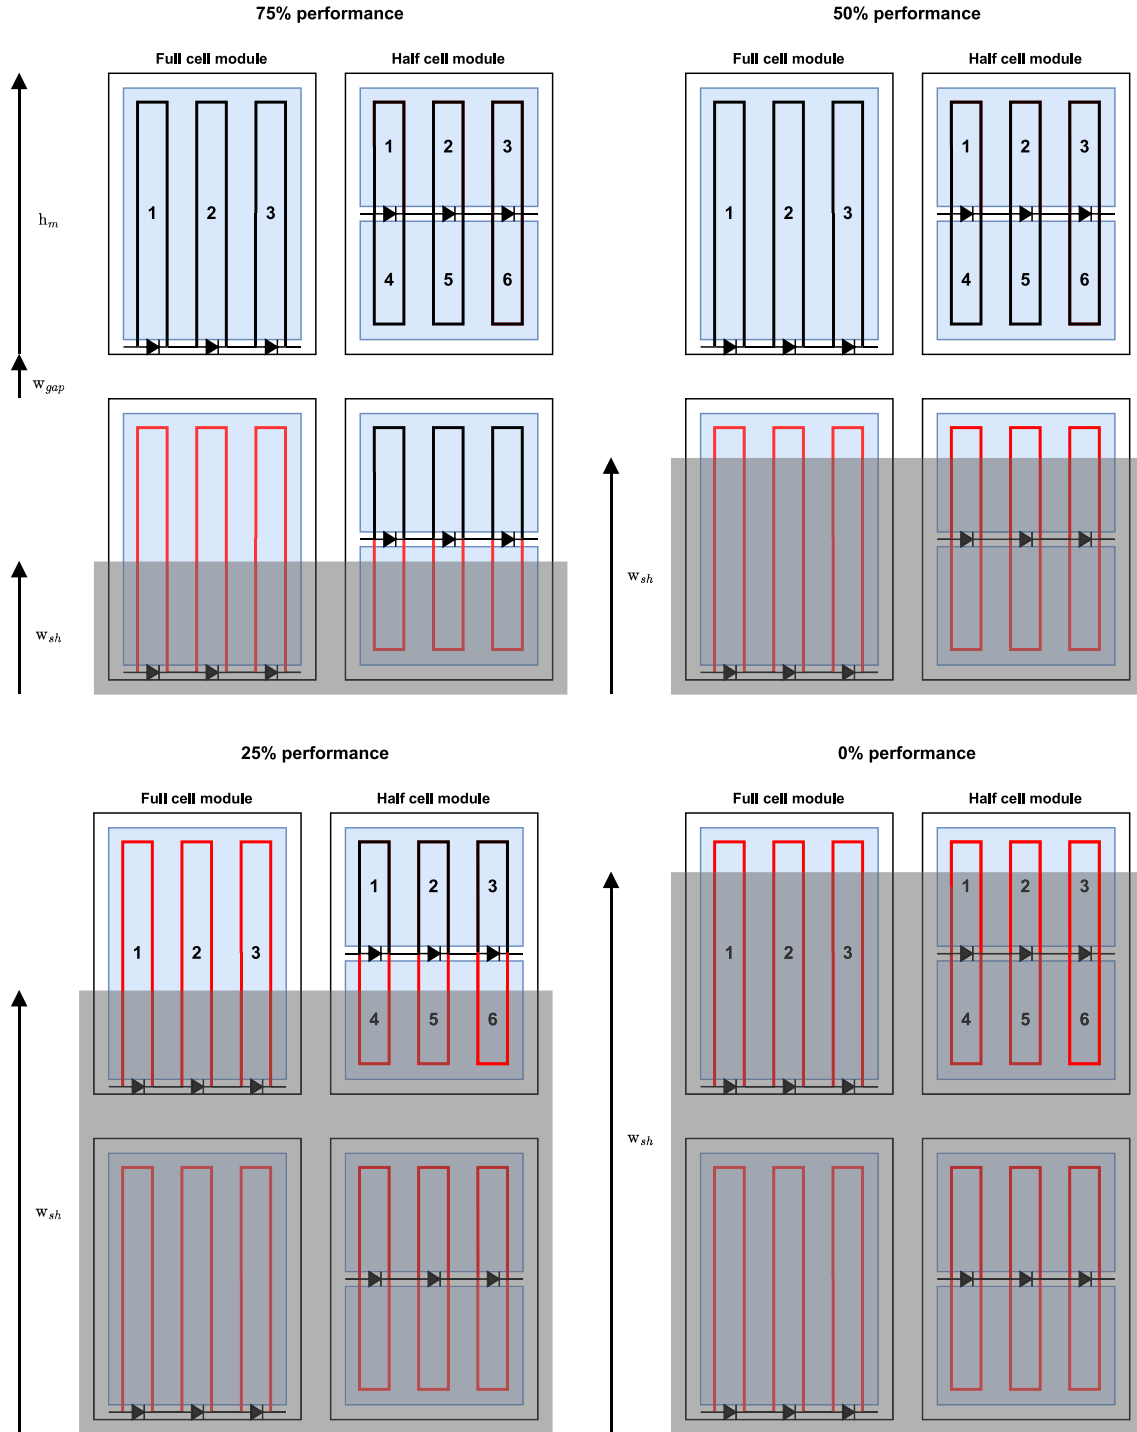 75% performance
50% performance
Full cell module
Half cell module
Full cell module
Half cell module
1
2
3
1
2
3
4
5
6
1
2
3
1
2
3
4
5
6
h_m
w_gap
w_sh
w_sh
25% performance
0% performance
Full cell module
Half cell module
Full cell module
Half cell module
1
2
3
1
2
3
4
5
6
1
2
3
1
2
3
4
5
6
w_sh
w_sh